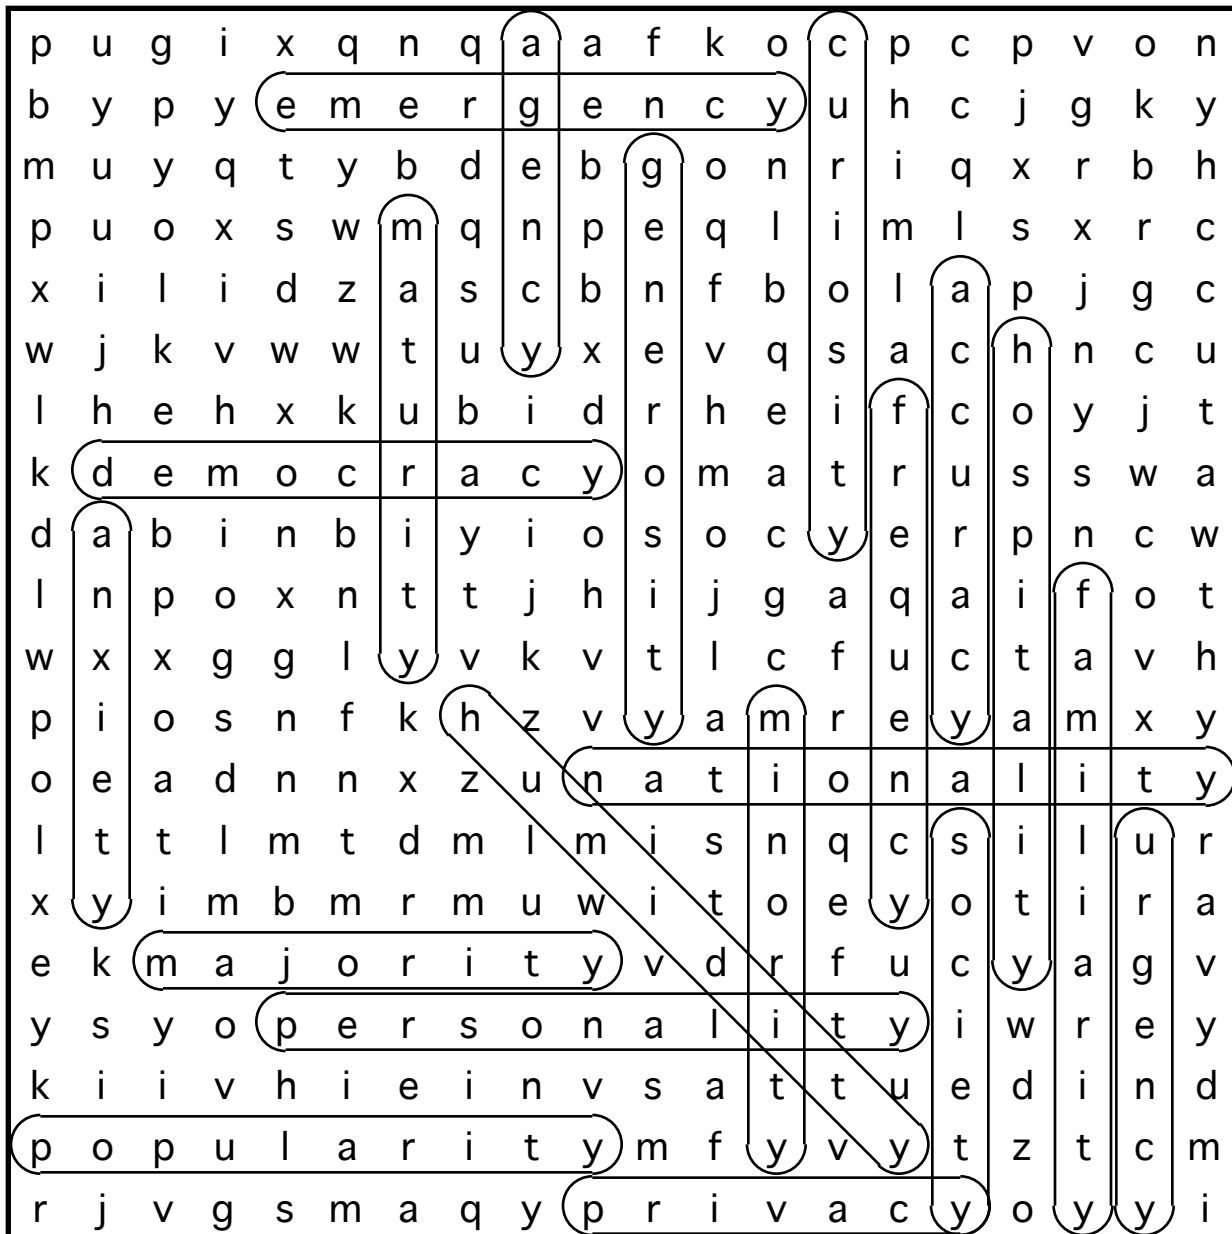 p u g i x q n q a a f k o c p c p v o n
b y p y e m e r g e n c y u h c j g k y
m u y q t y b d e b g o n r i q x r b h
p u o x s w m q n p e q l i m l s x r c
x i l i d z a s c b n f b o l a p j g c
w j k v w w t u y x e v q s a c h n c u
l h e h x k u b i d r h e i f c o y j t
k d e m o c r a c y o m a t r u s s w a
d a b i n b i y i o s o c y e r p n c w
l n p o x n t t j h i j g a q a i f o t
w x x g g l y v k v t l c f u c t a v h
p i o s n f k h z v y a m r e y a m x y
o e a d n n x z u n a t i o n a l i t y
l t t l m t d m l m i s n q c s i l u r
x y i m b m r m u w i t o e y o t i r a
e k m a j o r i t y v d r f u c y a g v
y s y o p e r s o n a l i t y i w r e y
k i i v h i e i n v s a t t u e d i n d
p o p u l a r i t y m f y v y t z t c m
r j v g s m a q y p r i v a c y o y y i